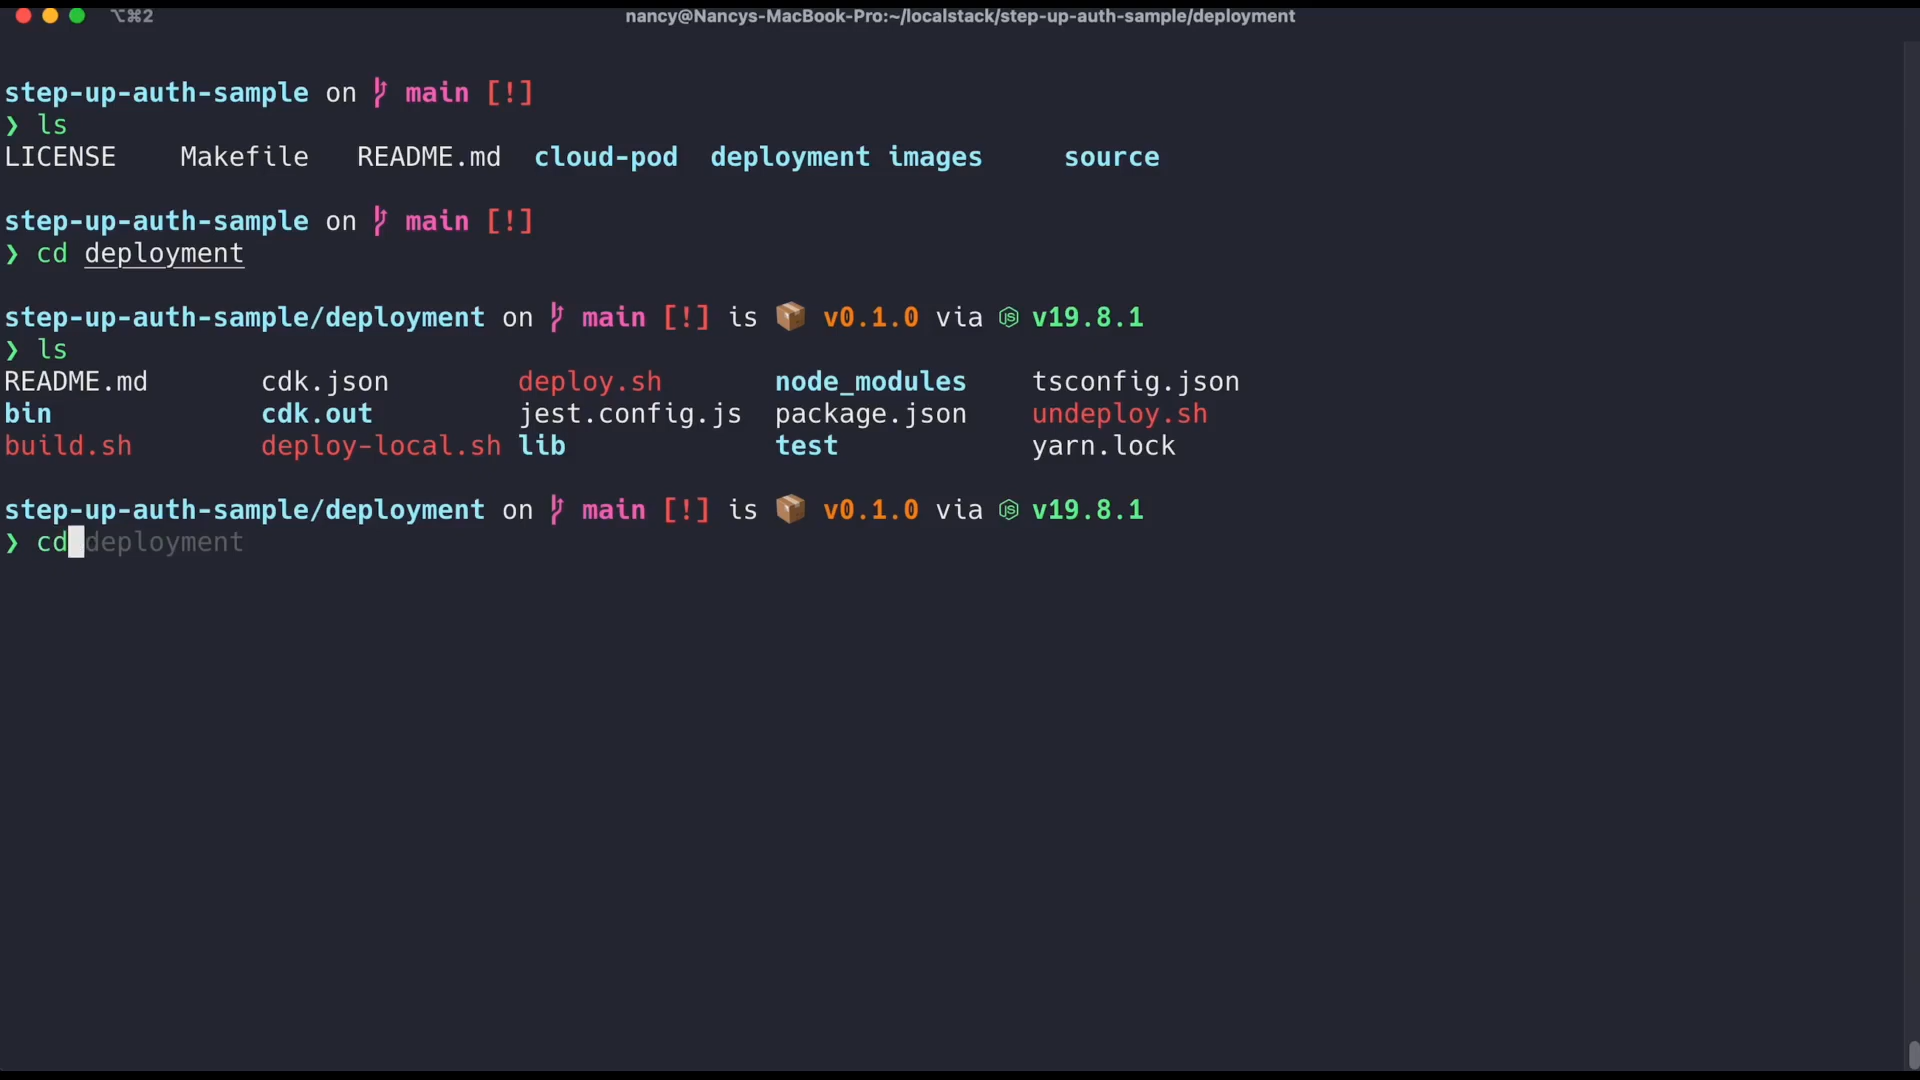 ⌥⌘2 nancy@Nancys-MacBook-Pro:~/localstack/step-up-auth-sample/deployment
step-up-auth-sample on main [!]
❯ ls
LICENSE Makefile README.md cloud-pod deployment images source
step-up-auth-sample on main [!]
❯ cd deployment
step-up-auth-sample/deployment on main [!] is 📦 v0.1.0 via v19.8.1
❯ ls
README.md cdk.json deploy.sh node_modules tsconfig.json
bin cdk.out jest.config.js package.json undeploy.sh
build.sh deploy-local.sh lib test yarn.lock
step-up-auth-sample/deployment on main [!] is 📦 v0.1.0 via v19.8.1
❯ cd deployment